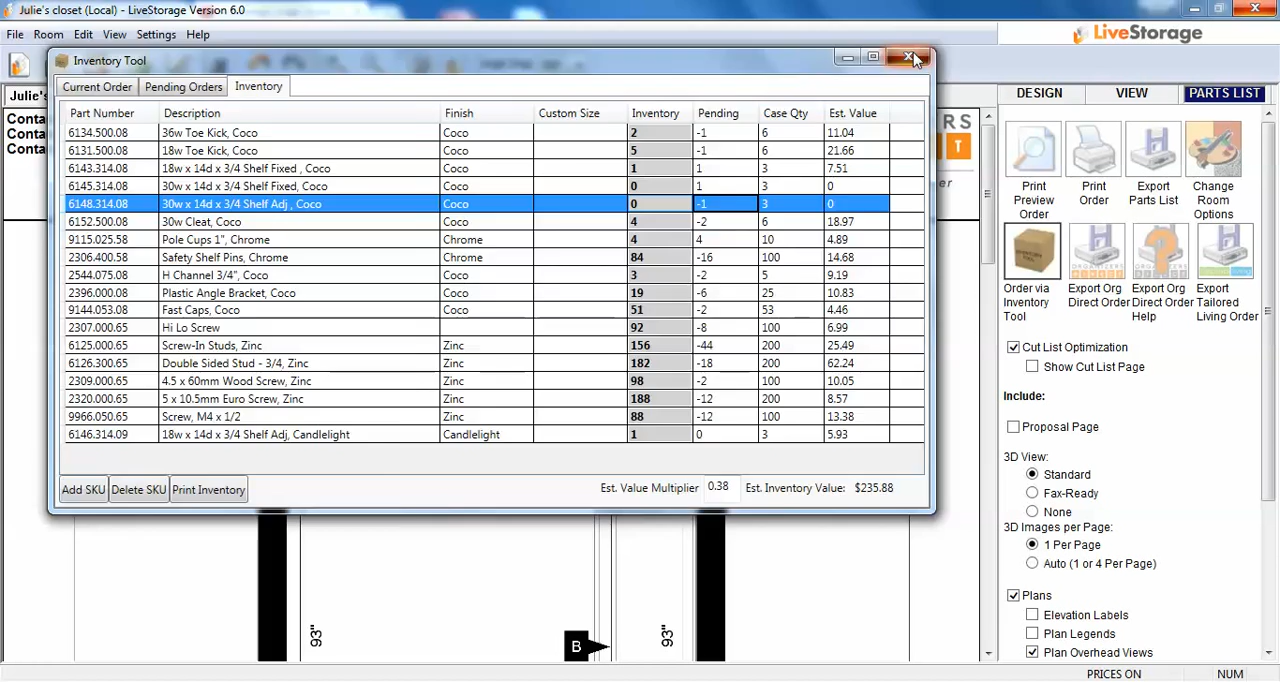 Julie's closet (Local) - LiveStorage Version 6.0
File Room Edit View Settings Help
LiveStorage
Inventory Tool
Julie's
DESIGN VIEW PARTS LIST
Current Order Pending Orders Inventory
Conta
Conta
Conta
Part Number Description Finish Custom Size Inventory Pending Case Qty Est. Value
6134.500.08 36w Toe Kick, Coco Coco 2 -1 6 11.04
6131.500.08 18w Toe Kick, Coco Coco 5 -1 6 21.66
6143.314.08 18w x 14d x 3/4 Shelf Fixed , Coco Coco 1 1 3 7.51
6145.314.08 30w x 14d x 3/4 Shelf Fixed, Coco Coco 0 1 3 0
6148.314.08 30w x 14d x 3/4 Shelf Adj , Coco Coco 0 -1 3 0
6152.500.08 30w Cleat, Coco Coco 4 -2 6 18.97
9115.025.58 Pole Cups 1", Chrome Chrome 4 4 10 4.89
2306.400.58 Safety Shelf Pins, Chrome Chrome 84 -16 100 14.68
2544.075.08 H Channel 3/4", Coco Coco 3 -2 5 9.19
2396.000.08 Plastic Angle Bracket, Coco Coco 19 -6 25 10.83
9144.053.08 Fast Caps, Coco Coco 51 -2 53 4.46
2307.000.65 Hi Lo Screw 92 -8 100 6.99
6125.000.65 Screw-In Studs, Zinc Zinc 156 -44 200 25.49
6126.300.65 Double Sided Stud - 3/4, Zinc Zinc 182 -18 200 62.24
2309.000.65 4.5 x 60mm Wood Screw, Zinc Zinc 98 -2 100 10.05
2320.000.65 5 x 10.5mm Euro Screw, Zinc Zinc 188 -12 200 8.57
9966.050.65 Screw, M4 x 1/2 Zinc 88 -12 100 13.38
6146.314.09 18w x 14d x 3/4 Shelf Adj, Candlelight Candlelight 1 0 3 5.93
Add SKU Delete SKU Print Inventory Est. Value Multiplier 0.38 Est. Inventory Value: $235.88
RS
T
er
93"
B
93"
Print Preview Order
Print Order
Export Parts List
Change Room Options
INVENTORY TOOL
Order via Inventory Tool
Export Org Direct Order
Export Org Direct Order Help
Export Tailored Living Order
Cut List Optimization
Show Cut List Page
Include:
Proposal Page
3D View:
Standard
Fax-Ready
None
3D Images per Page:
1 Per Page
Auto (1 or 4 Per Page)
Plans
Elevation Labels
Plan Legends
Plan Overhead Views
PRICES ON NUM